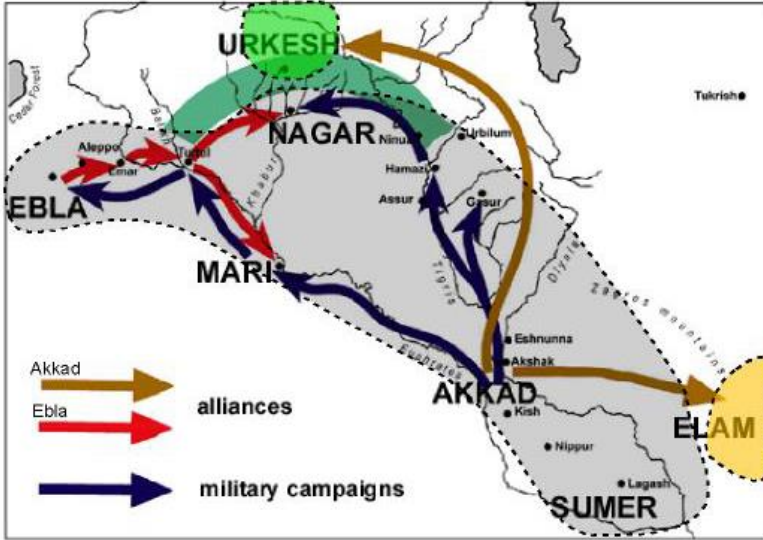 URKESH
Tukrish
Cedar Forest
Balikh
NAGAR
Ninua
Urbilum
Aleppo
Emar
Tuttul
Khabur
Hamazi
EBLA
Assur
Gasur
MARI
Tigris
Diyala
Zagros mountains
Euphrates
Eshnunna
Akshak
AKKAD
Kish
ELAM
Nippur
Lagash
SUMER
Akkad
alliances
Ebla
military campaigns